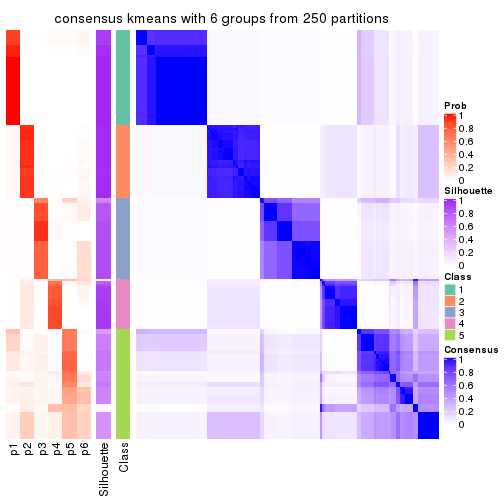 consensus kmeans with 6 groups from 250 partitions
Prob
1
0.8
0.6
0.4
0.2
0
Silhouette
1
0.8
0.6
0.4
0.2
0
Class
1
2
3
4
5
Consensus
1
0.8
0.6
0.4
0.2
0
p1
p2
p3
p4
p5
p6
Silhouette
Class